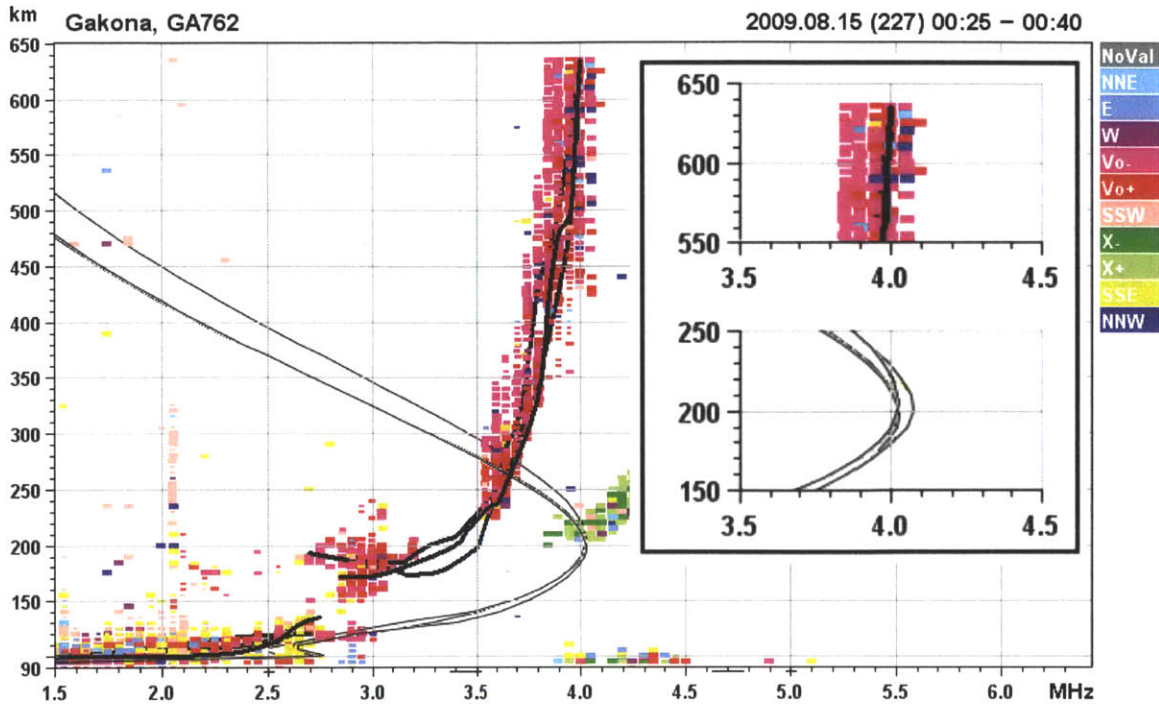 km
Gakona, GA762
2009.08.15 (227) 00:25 – 00:40
650
600
550
500
450
400
350
300
250
200
150
90
1.5 2.0 2.5 3.0 3.5 4.0 4.5 5.0 5.5 6.0 MHz
650
600
550
3.5 4.0 4.5
250
200
150
3.5 4.0 4.5
NoVal
NNE
E
W
Vo-
Vo+
SSW
X-
X+
SSE
NNW